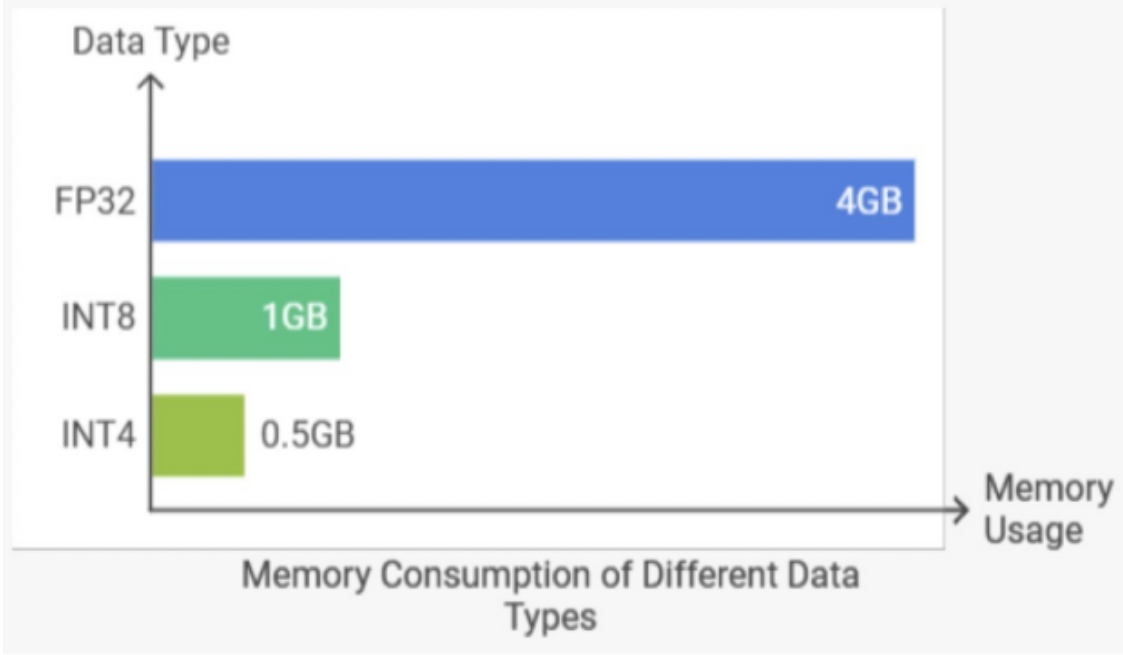 Data Type
FP32
4GB
INT8
1GB
INT4
0.5GB
Memory
Usage
Memory Consumption of Different Data
Types